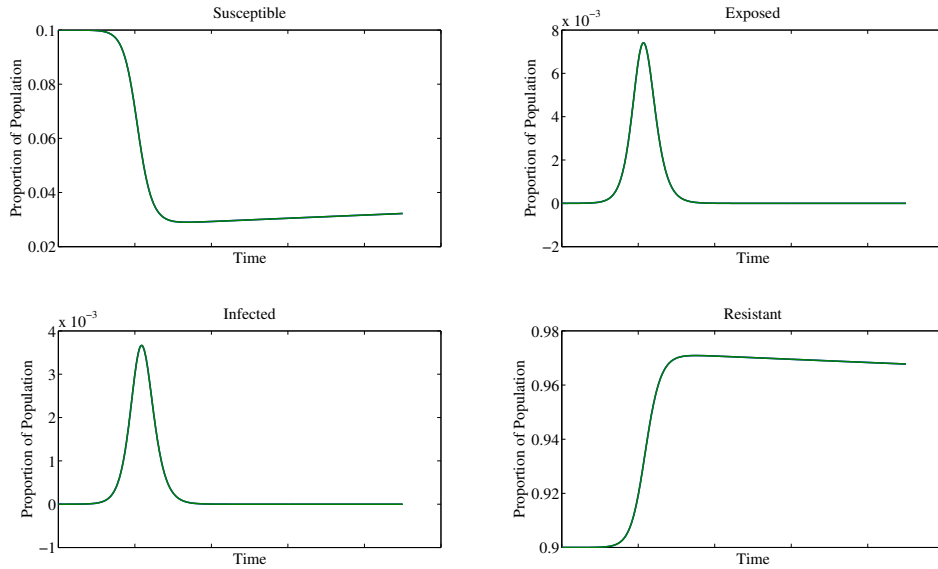 Susceptible
Proportion of Population
0.1
0.08
0.06
0.04
0.02
Time
Exposed
x 10⁻³
Proportion of Population
8
6
4
2
0
−2
Time
Infected
x 10⁻³
Proportion of Population
4
3
2
1
0
−1
Time
Resistant
Proportion of Population
0.98
0.96
0.94
0.92
0.9
Time